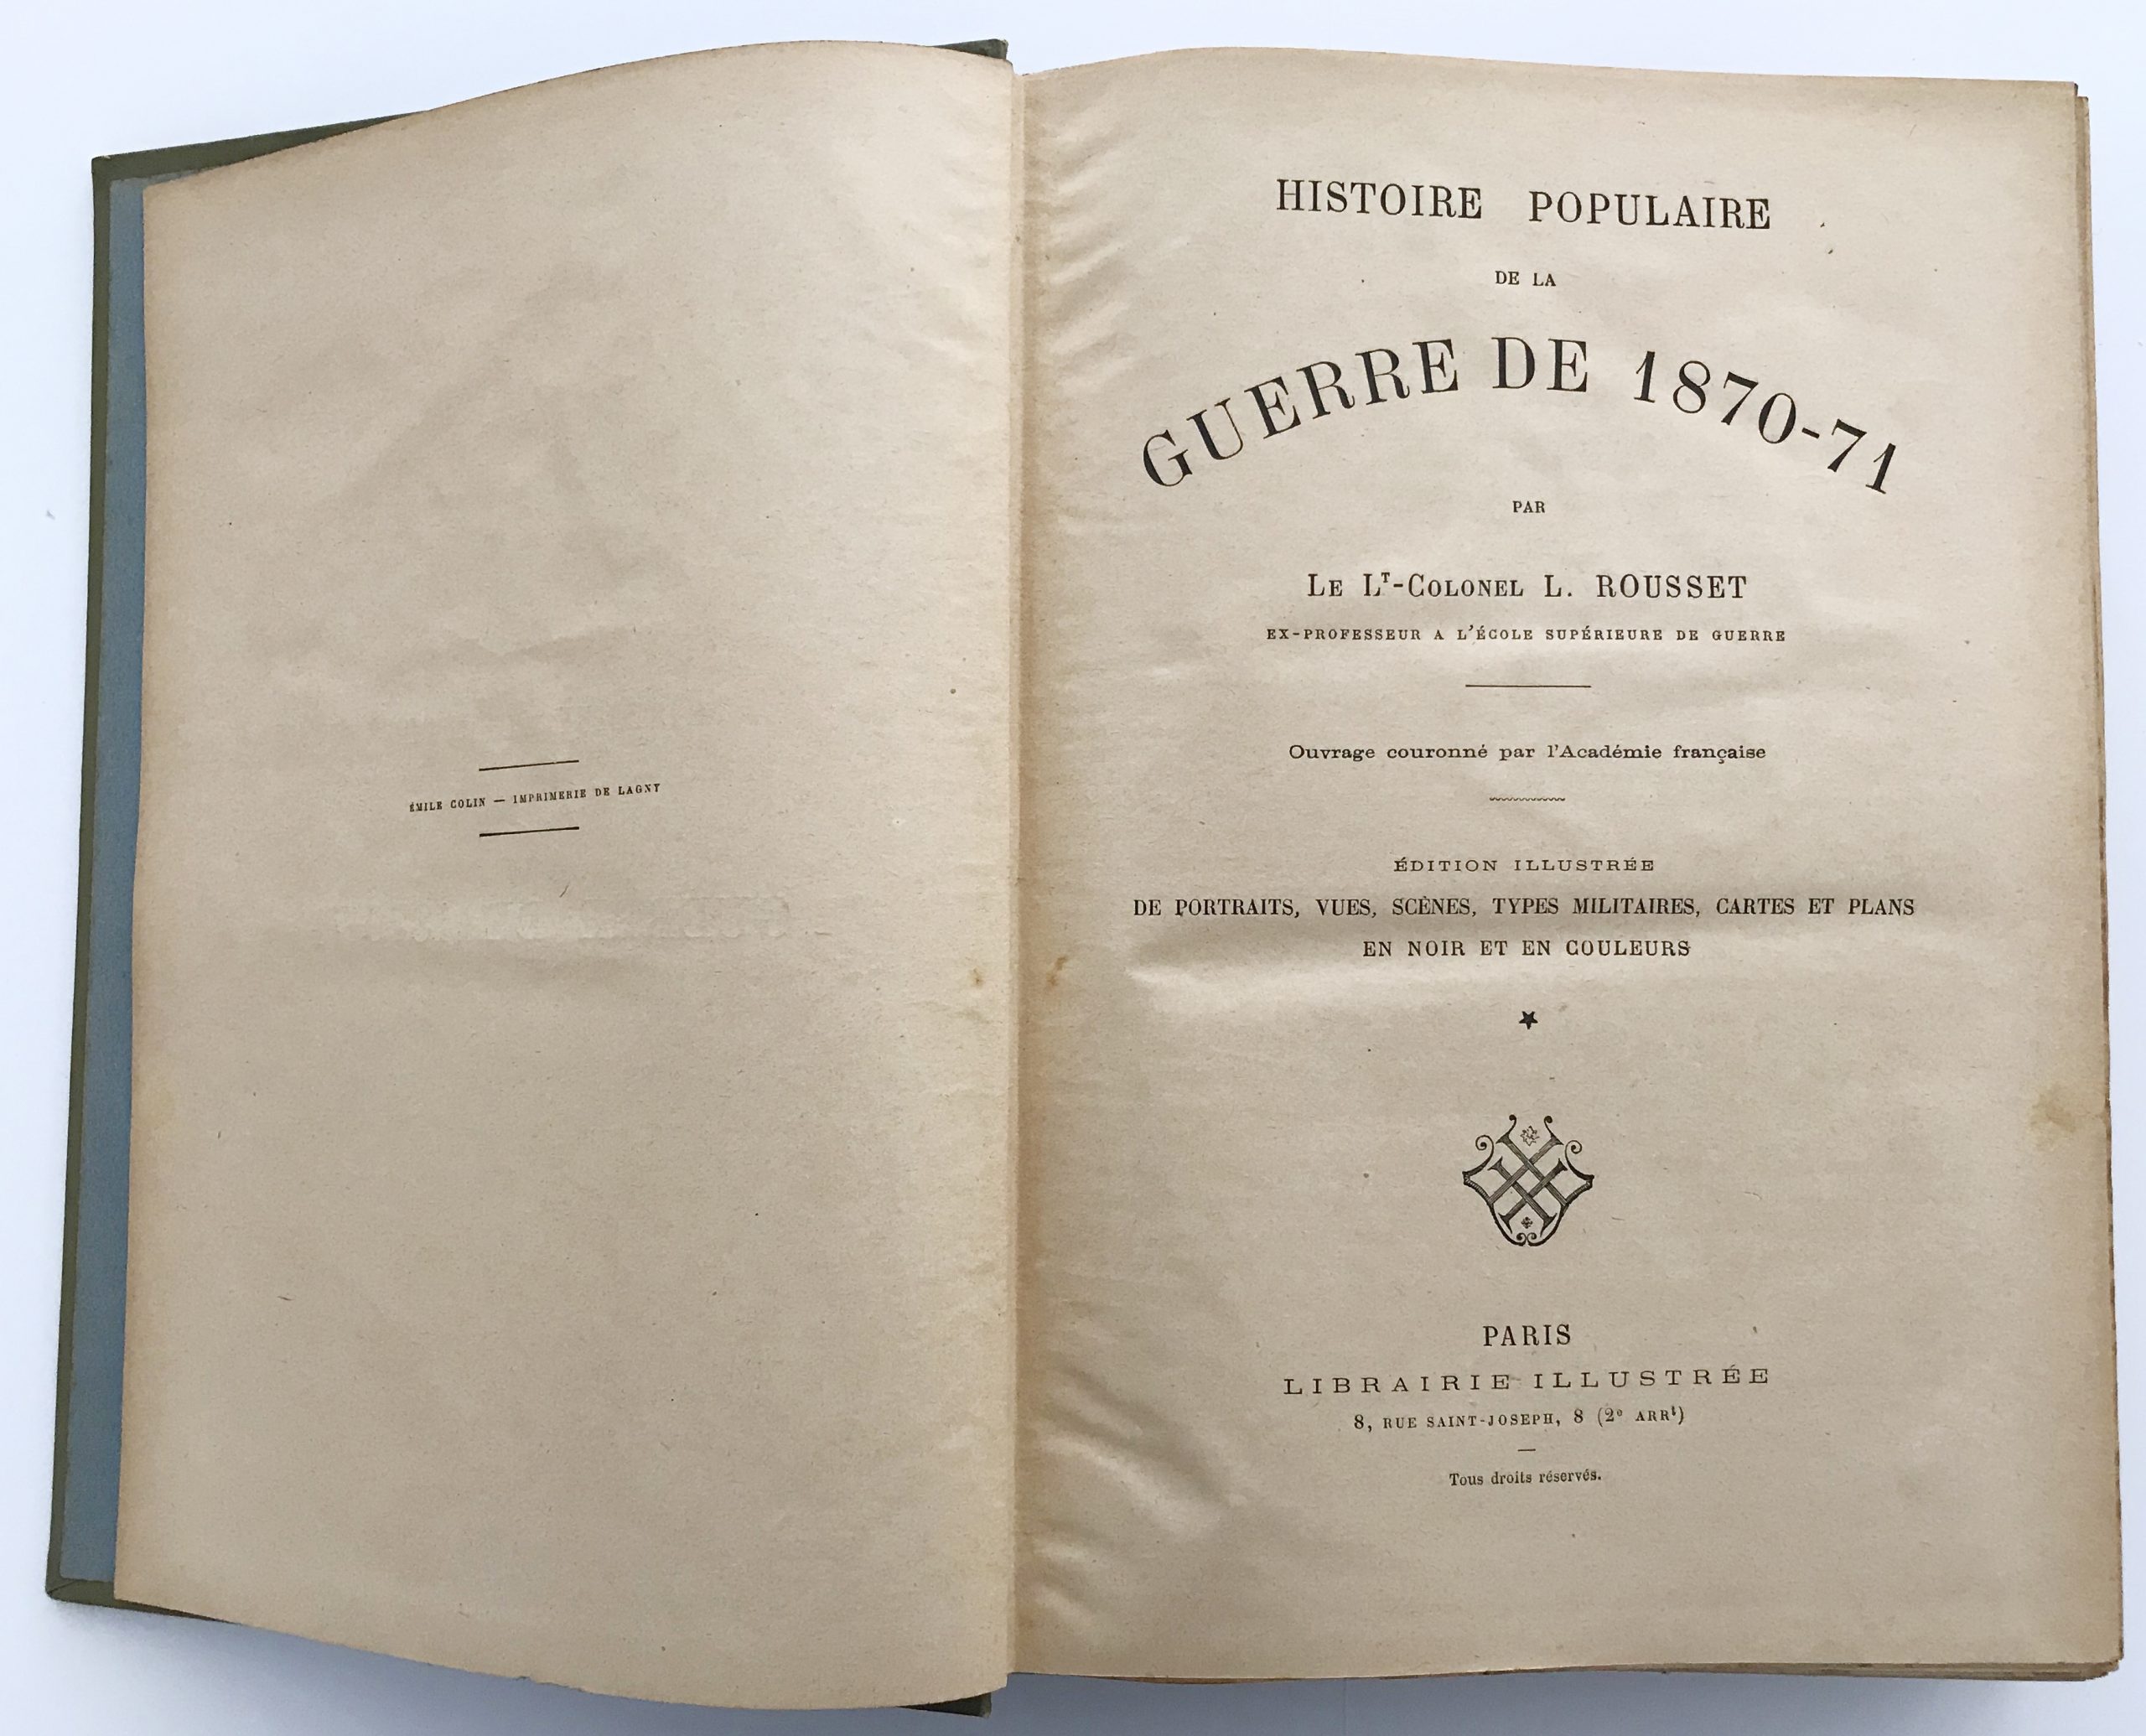 ÉMILE COLIN — IMPRIMERIE DE LAGNY
HISTOIRE POPULAIRE
DE LA
GUERRE DE 1870-71
PAR
LE LT-COLONEL L. ROUSSET
EX-PROFESSEUR A L'ÉCOLE SUPÉRIEURE DE GUERRE
Ouvrage couronné par l'Académie française
ÉDITION ILLUSTRÉE
DE PORTRAITS, VUES, SCÈNES, TYPES MILITAIRES, CARTES ET PLANS
EN NOIR ET EN COULEURS
PARIS
LIBRAIRIE ILLUSTRÉE
8, RUE SAINT-JOSEPH, 8 (2e ARRt)
Tous droits réservés.